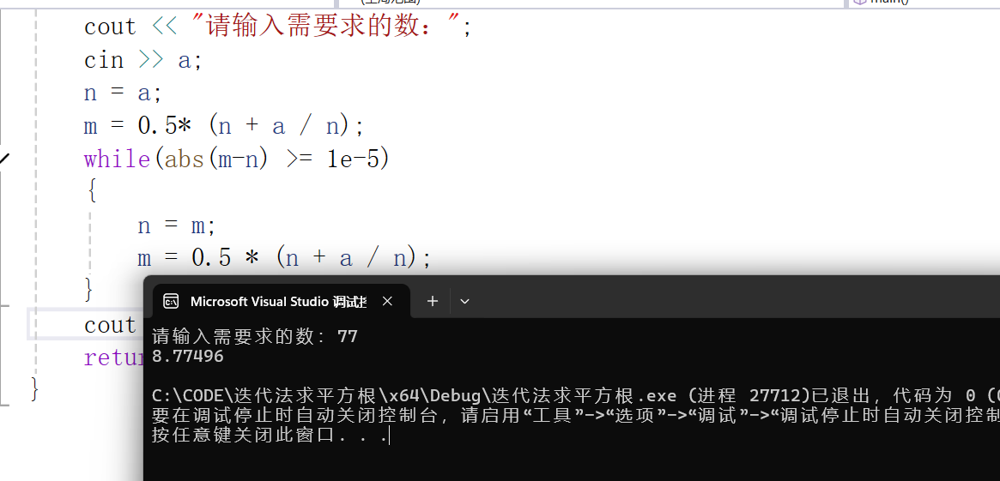 cout << "请输入需要求的数：";
cin >> a;
n = a;
m = 0.5* (n + a / n);
while(abs(m-n) >= 1e-5)
{
n = m;
m = 0.5 * (n + a / n);
}
cout
retur
}
Microsoft Visual Studio 调试
请输入需要求的数：77
8.77496
C:\CODE\迭代法求平方根\x64\Debug\迭代法求平方根.exe (进程 27712)已退出，代码为 0 (
要在调试停止时自动关闭控制台，请启用“工具”->“选项”->“调试”->“调试停止时自动关闭控制
按任意键关闭此窗口. . .